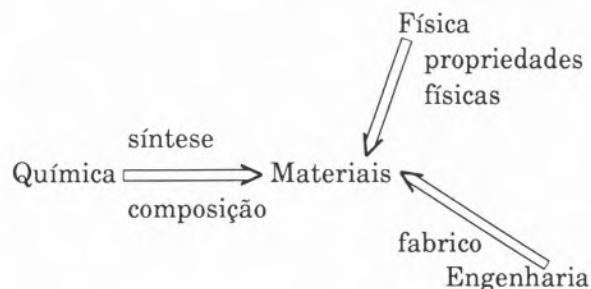 Física
propriedades
físicas
síntese
Química
Materiais
composição
fabrico
Engenharia